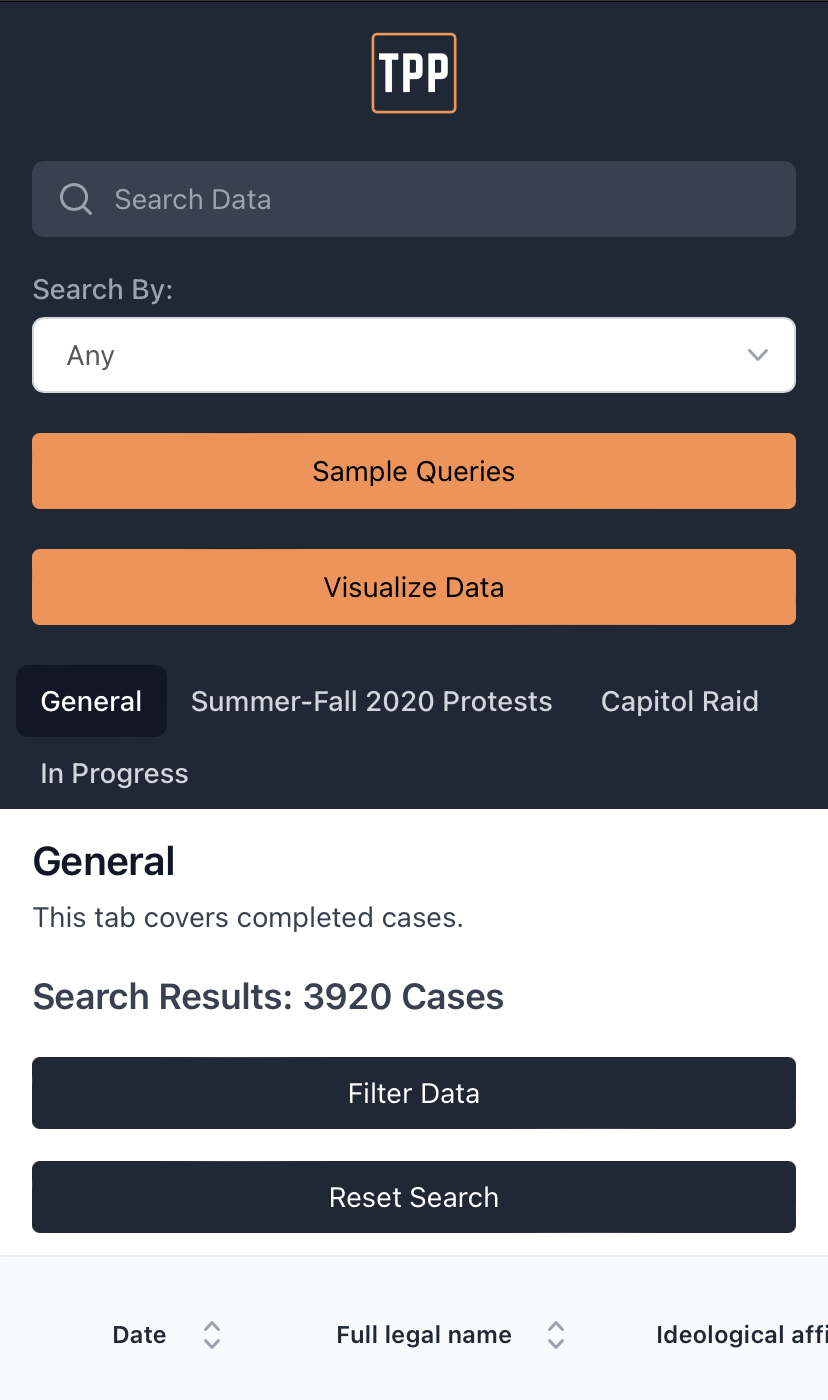 TPP
Search Data
Search By:
Any
Sample Queries
Visualize Data
General Summer-Fall 2020 Protests Capitol Raid
In Progress
General
This tab covers completed cases.
Search Results: 3920 Cases
Filter Data
Reset Search
Date Full legal name Ideological affi